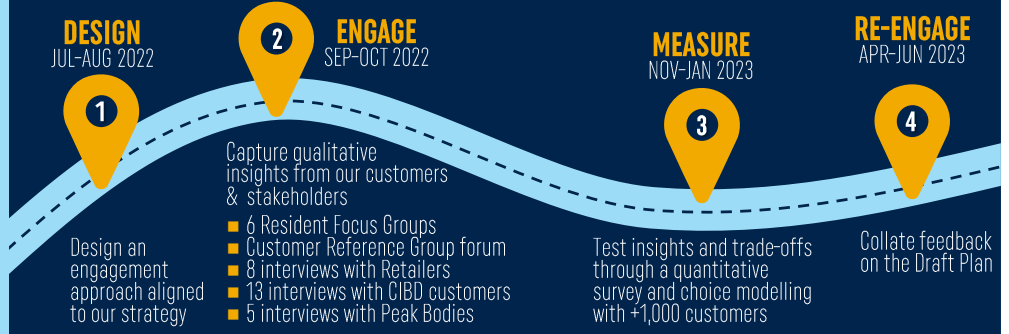 DESIGN
JUL-AUG 2022
1
Design an
engagement
approach aligned
to our strategy
2
ENGAGE
SEP-OCT 2022
Capture qualitative
insights from our customers
& stakeholders
■ 6 Resident Focus Groups
■ Customer Reference Group forum
■ 8 interviews with Retailers
■ 13 interviews with CIBD customers
■ 5 interviews with Peak Bodies
MEASURE
NOV-JAN 2023
3
Test insights and trade-offs
through a quantitative
survey and choice modelling
with +1,000 customers
RE-ENGAGE
APR-JUN 2023
4
Collate feedback
on the Draft Plan